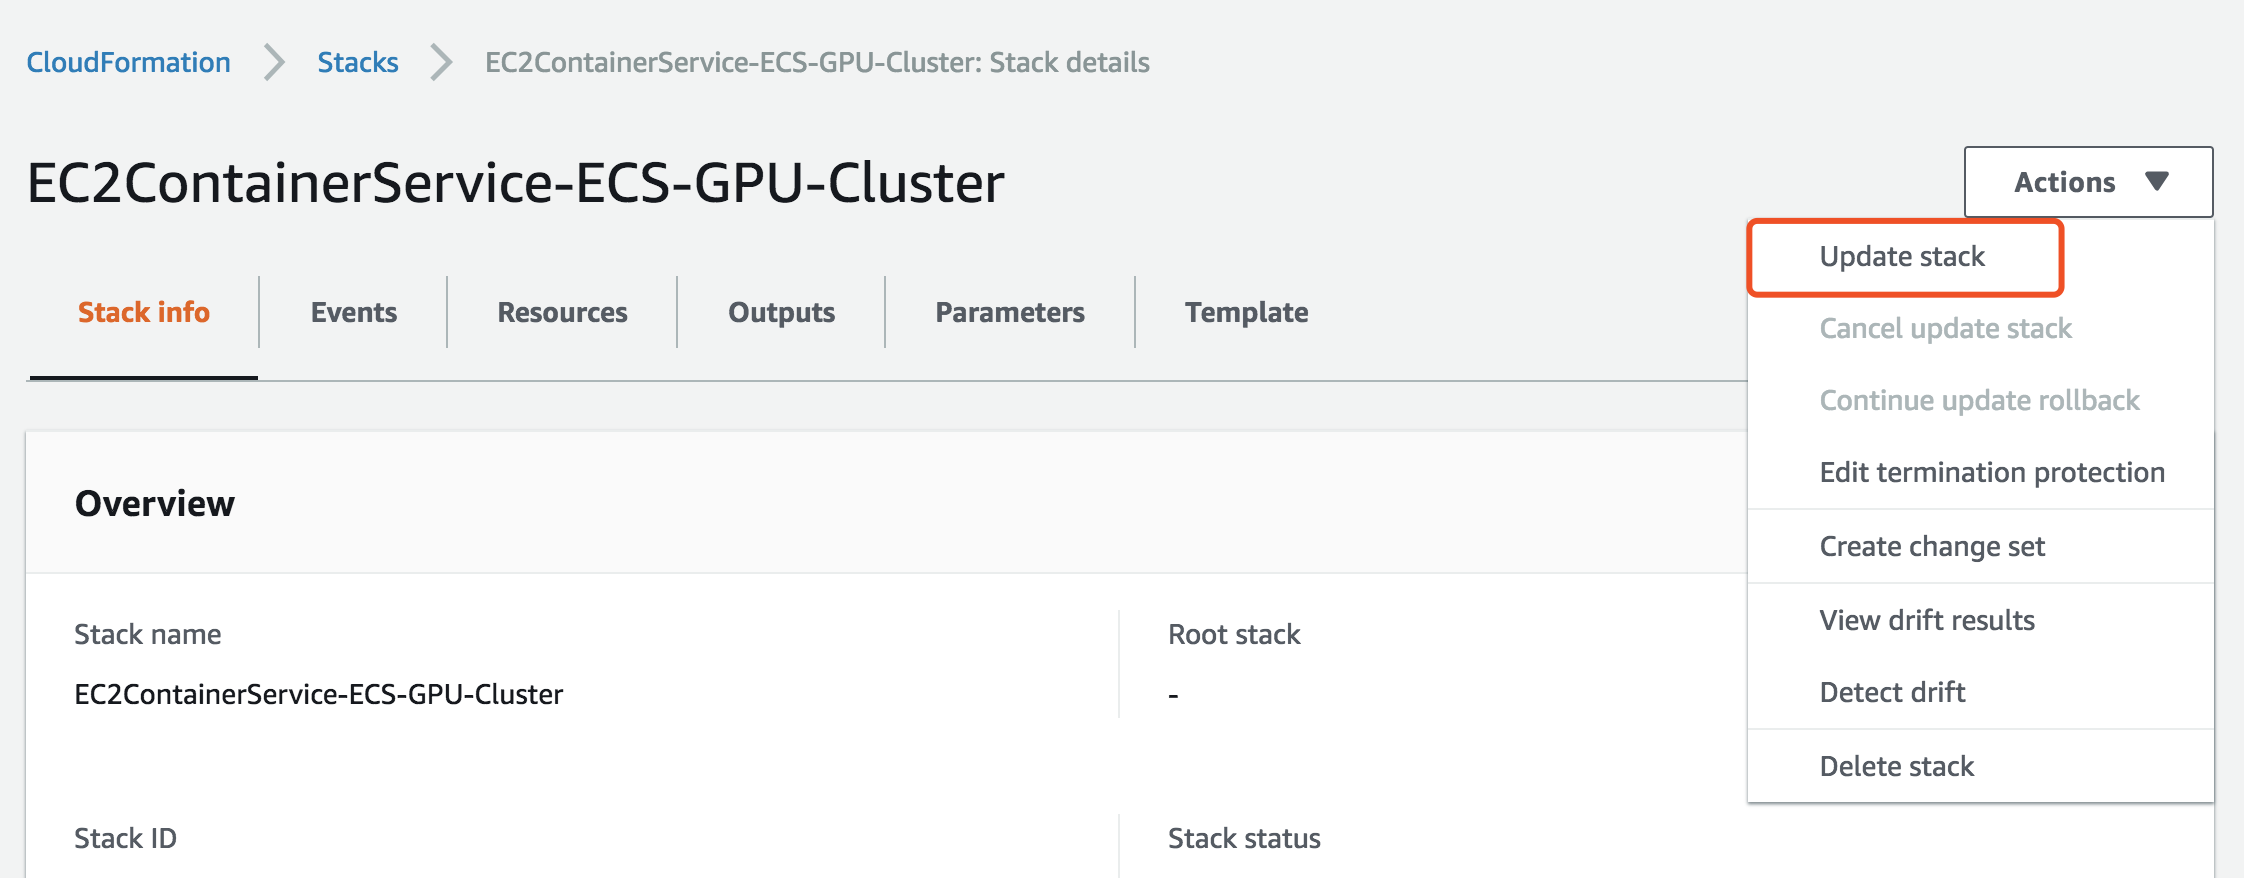 CloudFormation Stacks EC2ContainerService-ECS-GPU-Cluster: Stack details
EC2ContainerService-ECS-GPU-Cluster
Actions
Update stack
Cancel update stack
Continue update rollback
Edit termination protection
Create change set
View drift results
Detect drift
Delete stack
Stack info Events Resources Outputs Parameters Template
Overview
Stack name
EC2ContainerService-ECS-GPU-Cluster
Root stack
-
Stack ID
Stack status